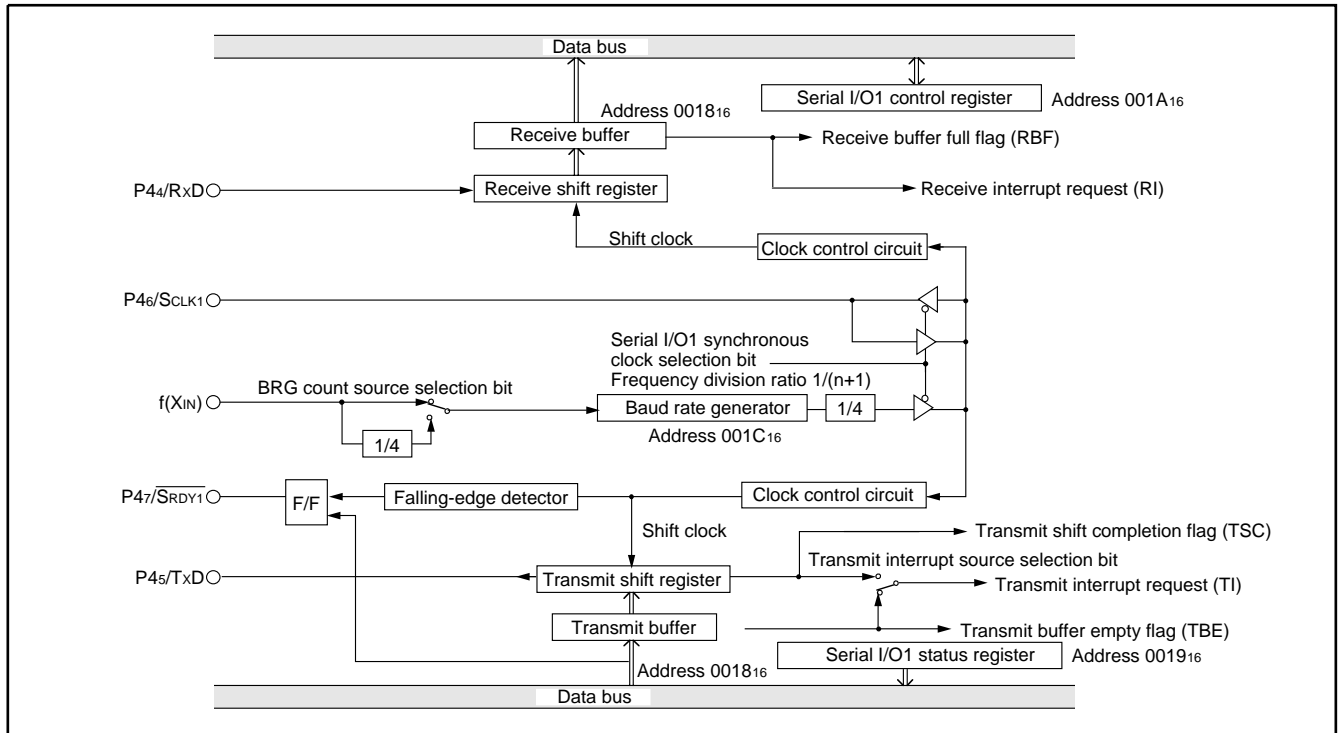 Data bus
Serial I/O1 control register Address 001A16
Address 001816
Receive buffer
Receive buffer full flag (RBF)
P44/RXD
Receive shift register
Receive interrupt request (RI)
Shift clock
Clock control circuit
P46/SCLK1
Serial I/O1 synchronous
clock selection bit
Frequency division ratio 1/(n+1)
BRG count source selection bit
f(XIN)
Baud rate generator
1/4
Address 001C16
1/4
P47/SRDY1
F/F
Falling-edge detector
Clock control circuit
Shift clock
Transmit shift completion flag (TSC)
Transmit interrupt source selection bit
P45/TXD
Transmit shift register
Transmit interrupt request (TI)
Transmit buffer
Transmit buffer empty flag (TBE)
Serial I/O1 status register Address 001916
Address 001816
Data bus